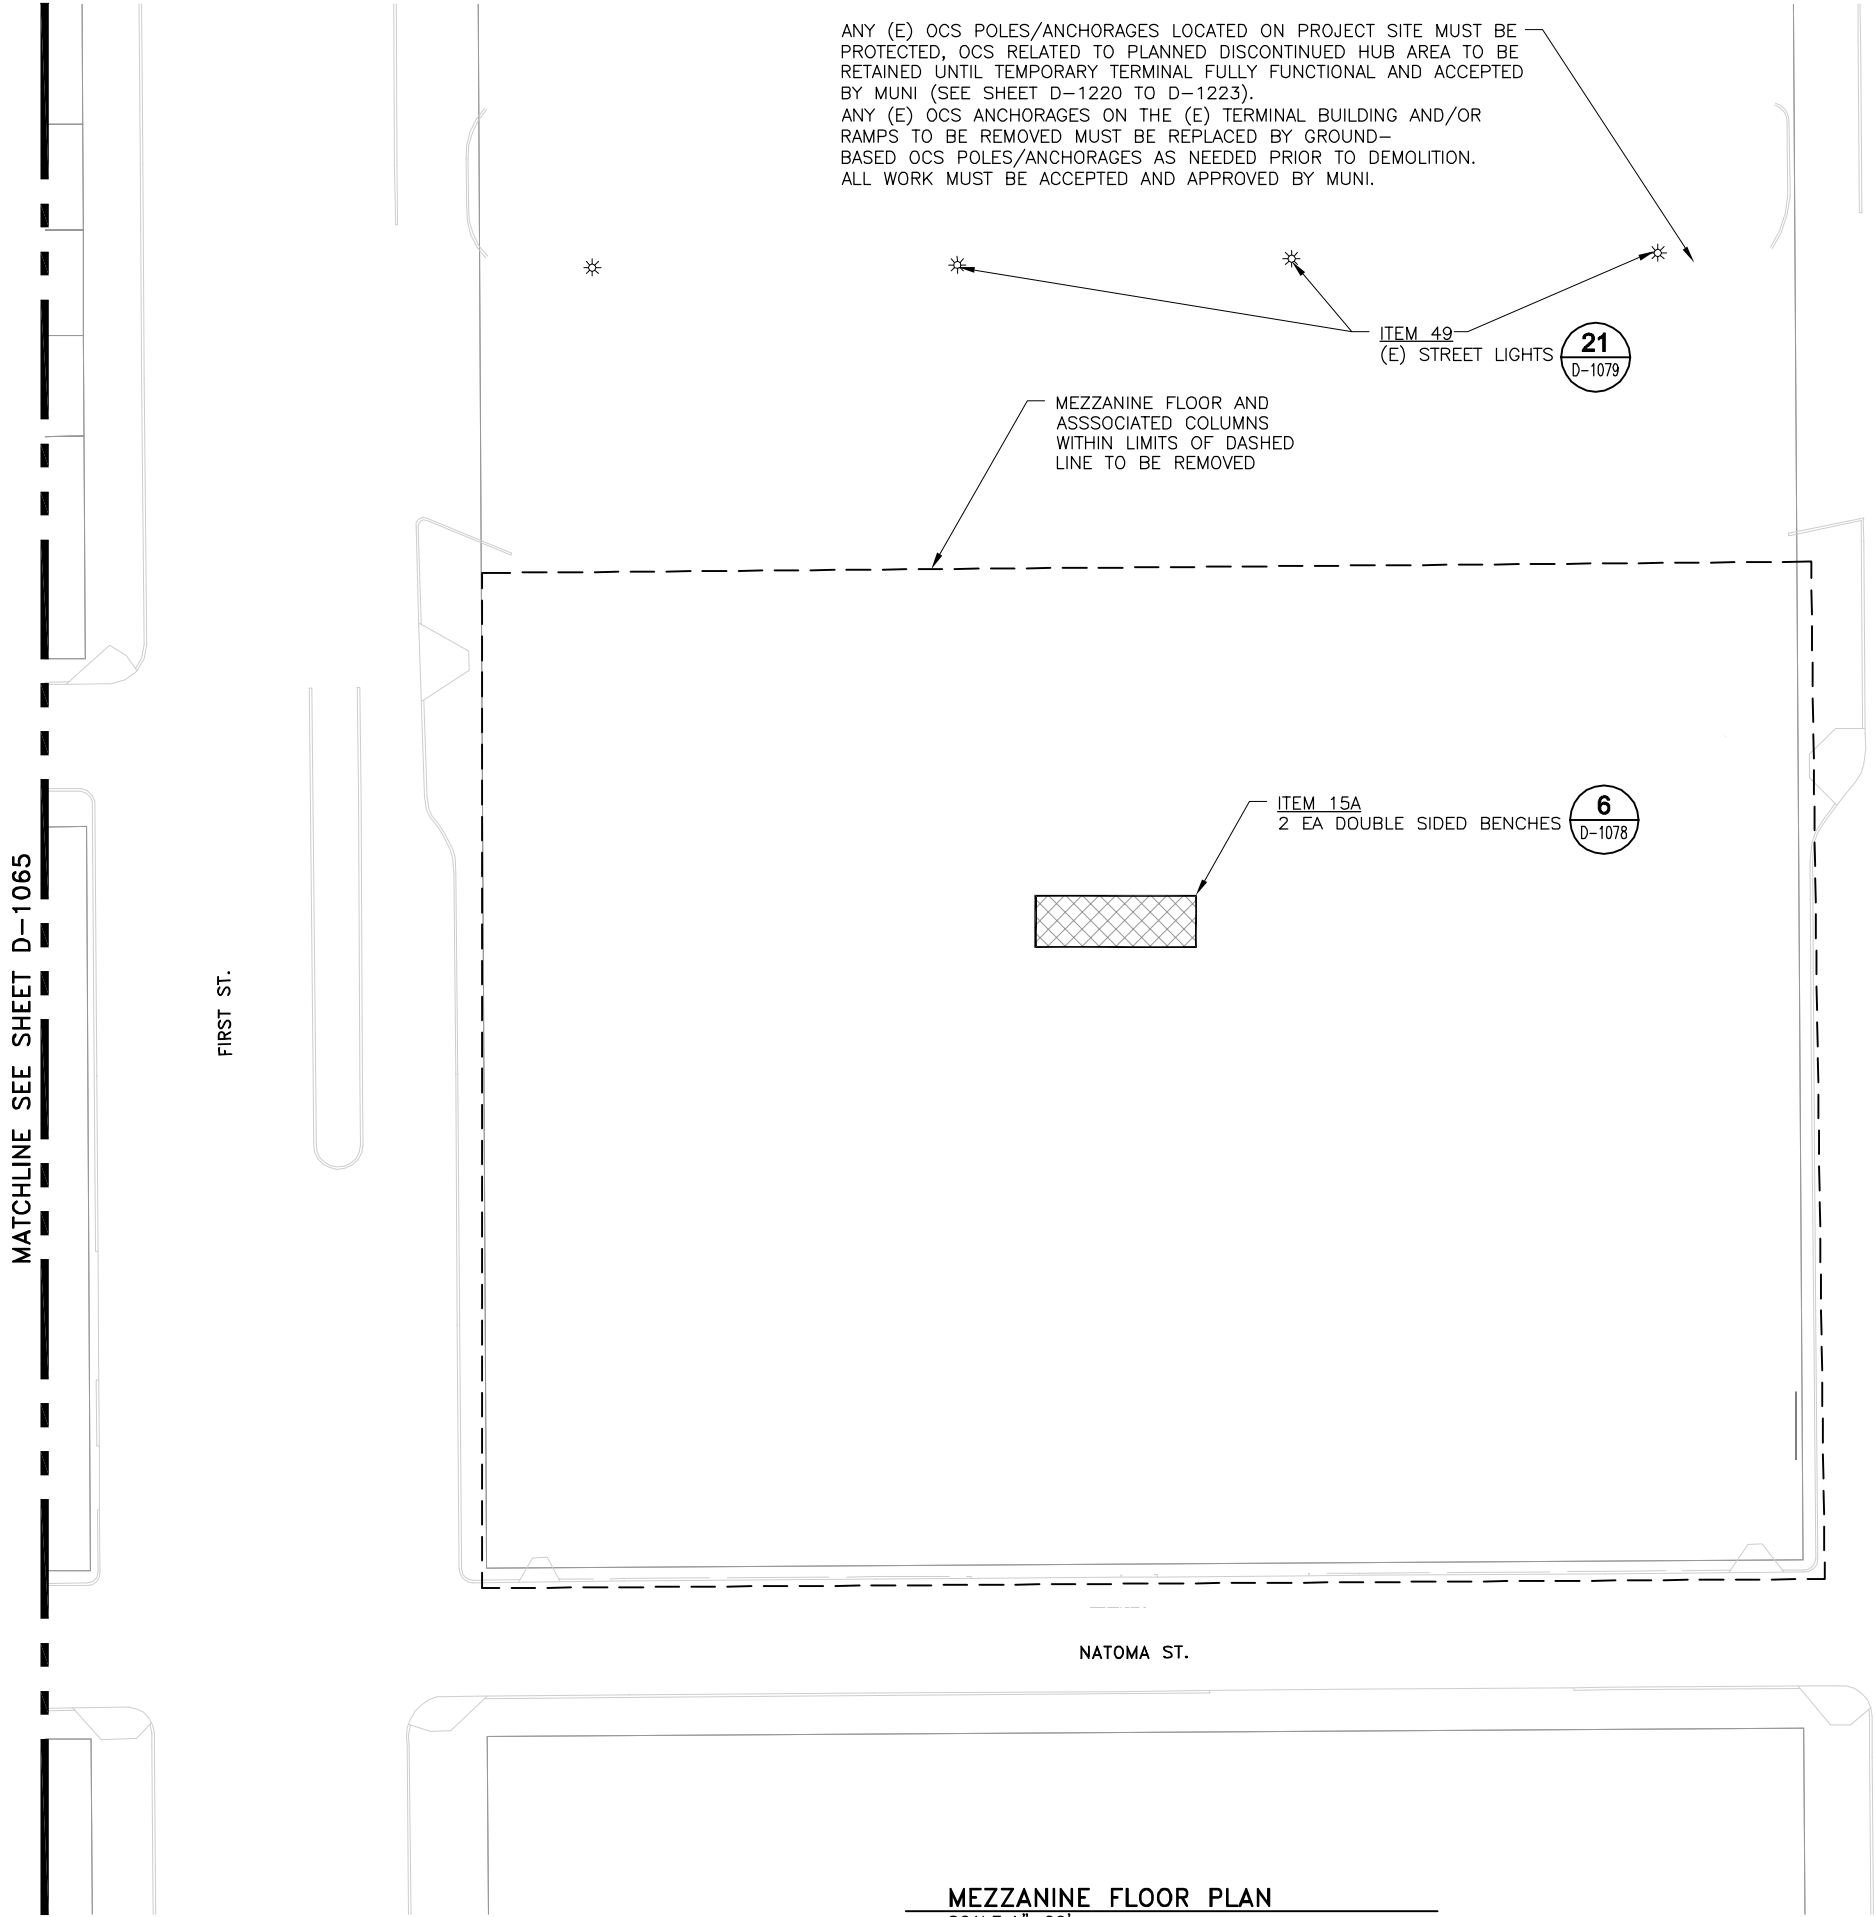 ANY (E) OCS POLES/ANCHORAGES LOCATED ON PROJECT SITE MUST BE
PROTECTED, OCS RELATED TO PLANNED DISCONTINUED HUB AREA TO BE
RETAINED UNTIL TEMPORARY TERMINAL FULLY FUNCTIONAL AND ACCEPTED
BY MUNI (SEE SHEET D-1220 TO D-1223).
ANY (E) OCS ANCHORAGES ON THE (E) TERMINAL BUILDING AND/OR
RAMPS TO BE REMOVED MUST BE REPLACED BY GROUND-
BASED OCS POLES/ANCHORAGES AS NEEDED PRIOR TO DEMOLITION.
ALL WORK MUST BE ACCEPTED AND APPROVED BY MUNI.
ITEM 49
(E) STREET LIGHTS
21
D-1079
MEZZANINE FLOOR AND
ASSSOCIATED COLUMNS
WITHIN LIMITS OF DASHED
LINE TO BE REMOVED
ITEM 15A
2 EA DOUBLE SIDED BENCHES
6
D-1078
MATCHLINE SEE SHEET D-1065
FIRST ST.
NATOMA ST.
MEZZANINE FLOOR PLAN